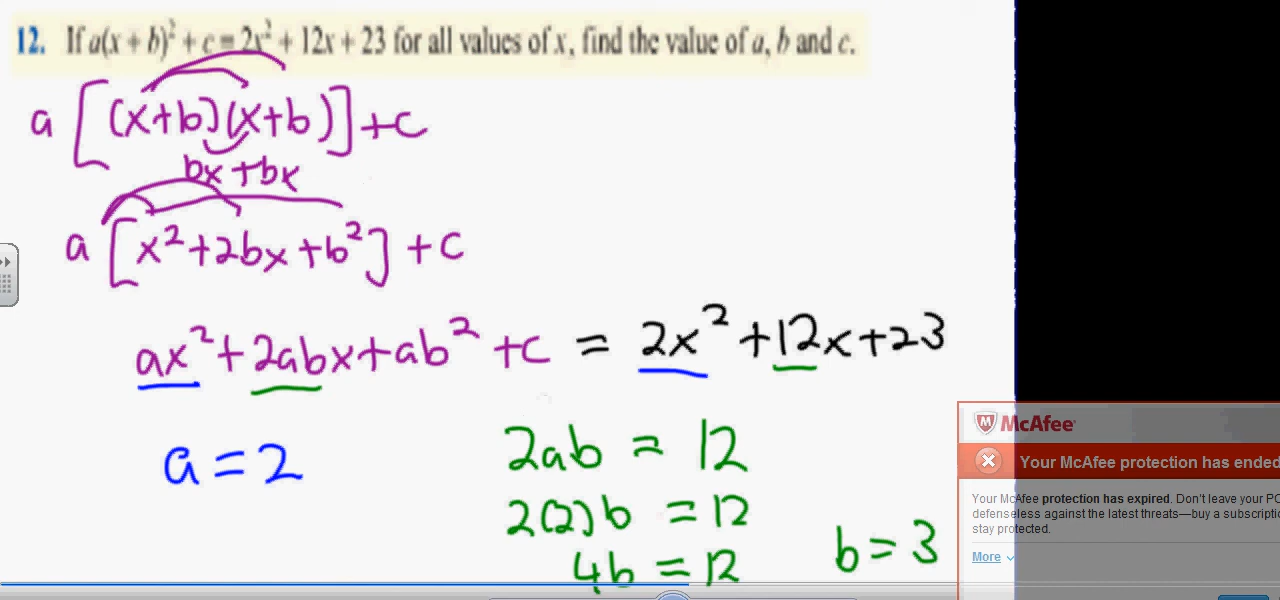 12. If a(x + b)² + c = 2x² + 12x + 23 for all values of x, find the value of a, b and c.
a [(x+b)(x+b)] + c
bx + bx
a [x² + 2bx + b²] + c
ax² + 2abx + ab² + c = 2x² + 12x + 23
a = 2
2ab = 12
2(2)b = 12
4b = 12
b = 3
McAfee
Your McAfee protection has ended
Your McAfee protection has expired. Don't leave your PC
defenseless against the latest threats—buy a subscripti
stay protected.
More